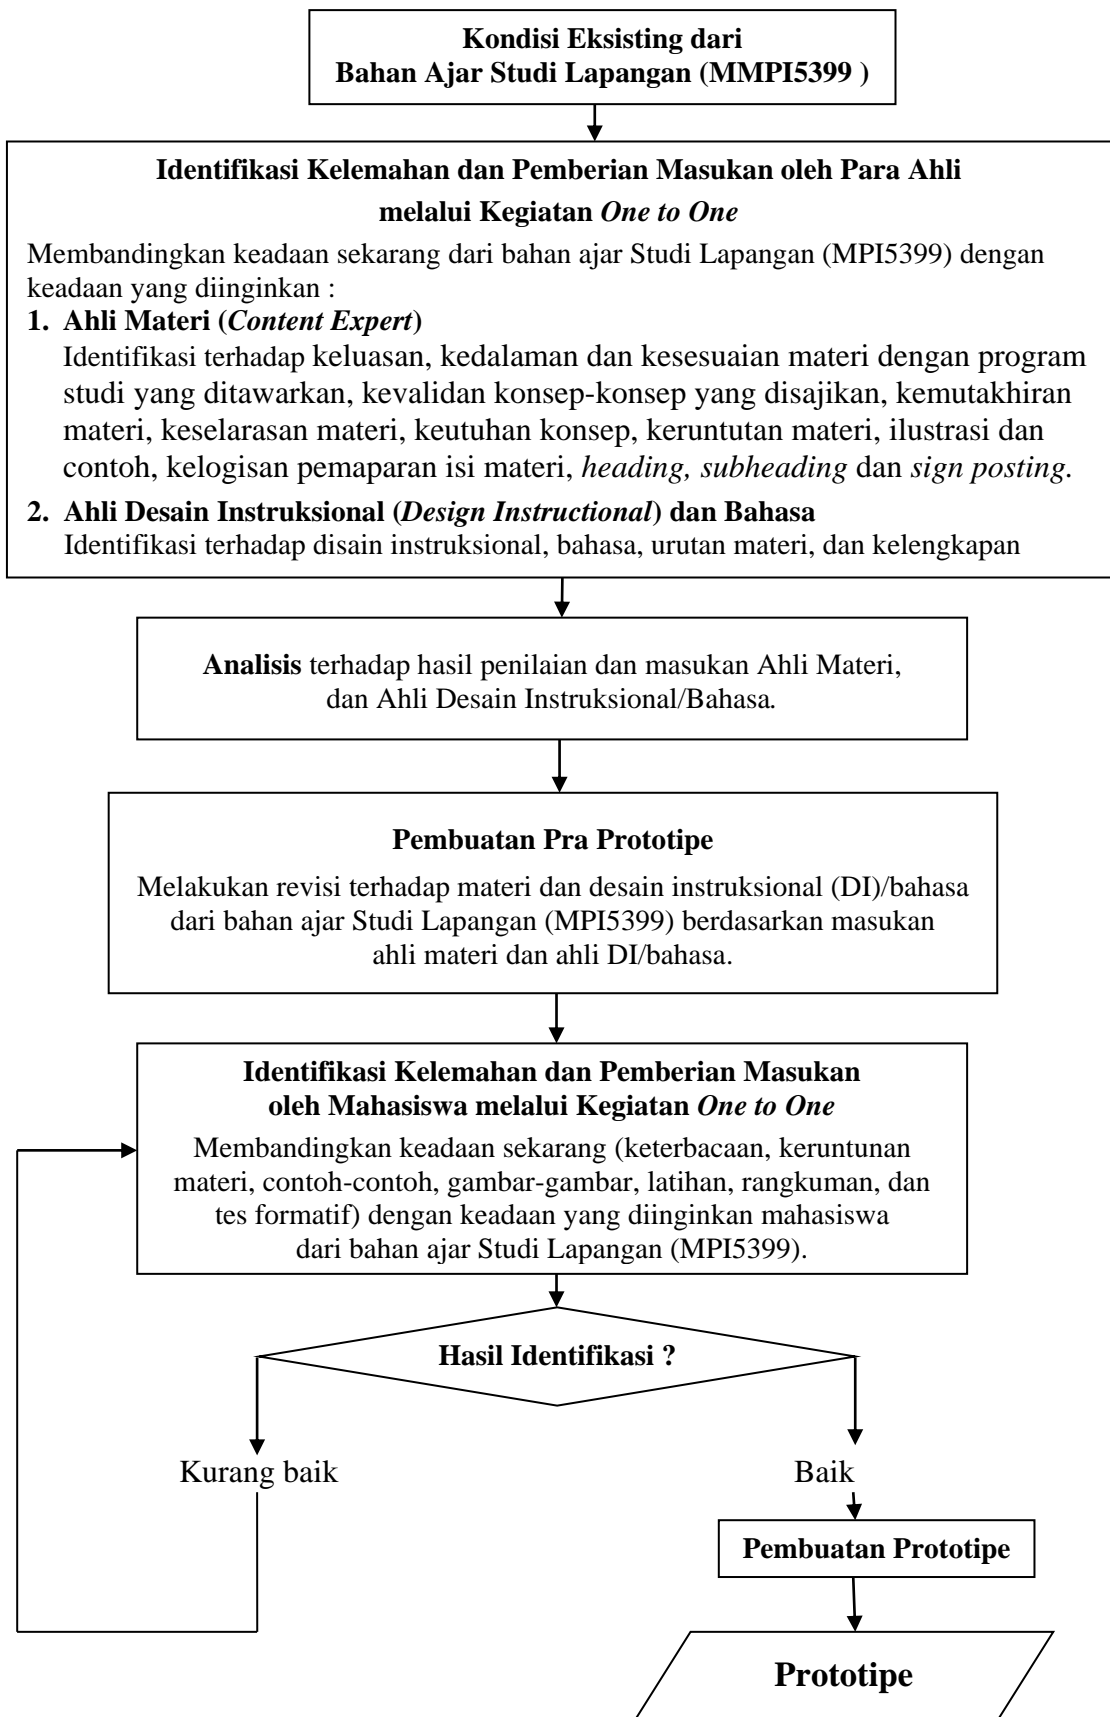 Kondisi Eksisting dari
Bahan Ajar Studi Lapangan (MMPI5399 )
Identifikasi Kelemahan dan Pemberian Masukan oleh Para Ahli
melalui Kegiatan One to One
Membandingkan keadaan sekarang dari bahan ajar Studi Lapangan (MPI5399) dengan
keadaan yang diinginkan :
1. Ahli Materi (Content Expert)
Identifikasi terhadap keluasan, kedalaman dan kesesuaian materi dengan program
studi yang ditawarkan, kevalidan konsep-konsep yang disajikan, kemutakhiran
materi, keselarasan materi, keutuhan konsep, keruntutan materi, ilustrasi dan
contoh, kelogisan pemaparan isi materi, heading, subheading dan sign posting.
2. Ahli Desain Instruksional (Design Instructional) dan Bahasa
Identifikasi terhadap disain instruksional, bahasa, urutan materi, dan kelengkapan
Analisis terhadap hasil penilaian dan masukan Ahli Materi,
dan Ahli Desain Instruksional/Bahasa.
Pembuatan Pra Prototipe
Melakukan revisi terhadap materi dan desain instruksional (DI)/bahasa
dari bahan ajar Studi Lapangan (MPI5399) berdasarkan masukan
ahli materi dan ahli DI/bahasa.
Identifikasi Kelemahan dan Pemberian Masukan
oleh Mahasiswa melalui Kegiatan One to One
Membandingkan keadaan sekarang (keterbacaan, keruntunan
materi, contoh-contoh, gambar-gambar, latihan, rangkuman, dan
tes formatif) dengan keadaan yang diinginkan mahasiswa
dari bahan ajar Studi Lapangan (MPI5399).
Hasil Identifikasi ?
Kurang baik
Baik
Pembuatan Prototipe
Prototipe